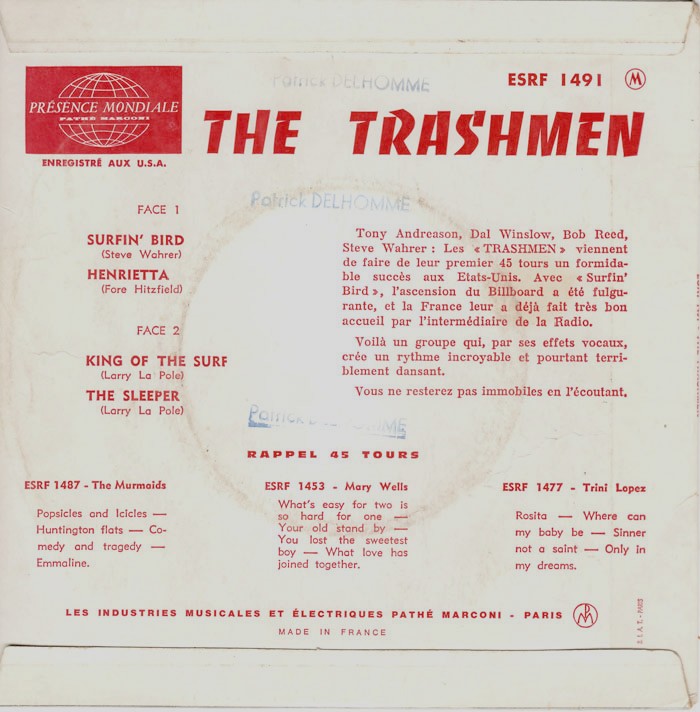 Patrick DELHOMME
ESRF 1491 M
PRÉSENCE MONDIALE
PATHÉ MARCONI
ENREGISTRÉ AUX U.S.A.
THE TRASHMEN
Patrick DELHOMME
FACE 1
SURFIN' BIRD
(Steve Wahrer)
HENRIETTA
(Fore Hitzfield)
FACE 2
KING OF THE SURF
(Larry La Pole)
THE SLEEPER
(Larry La Pole)
Tony Andreason, Dal Winslow, Bob Reed,
Steve Wahrer : Les « TRASHMEN » viennent
de faire de leur premier 45 tours un formida-
ble succès aux Etats-Unis. Avec « Surfin'
Bird », l'ascension du Billboard a été fulgu-
rante, et la France leur a déjà fait très bon
accueil par l'intermédiaire de la Radio.
Voilà un groupe qui, par ses effets vocaux,
crée un rythme incroyable et pourtant terri-
blement dansant.
Vous ne resterez pas immobiles en l'écoutant.
Patrick DELHOMME
RAPPEL 45 TOURS
ESRF 1487 - The Murmaids
Popsicles and Icicles —
Huntington flats — Co-
medy and tragedy —
Emmaline.
ESRF 1453 - Mary Wells
What's easy for two is
so hard for one —
Your old stand by —
You lost the sweetest
boy — What love has
joined together.
ESRF 1477 - Trini Lopez
Rosita — Where can
my baby be — Sinner
not a saint — Only in
my dreams.
LES INDUSTRIES MUSICALES ET ÉLECTRIQUES PATHÉ MARCONI - PARIS
MADE IN FRANCE
S.I.A.T. - PARIS